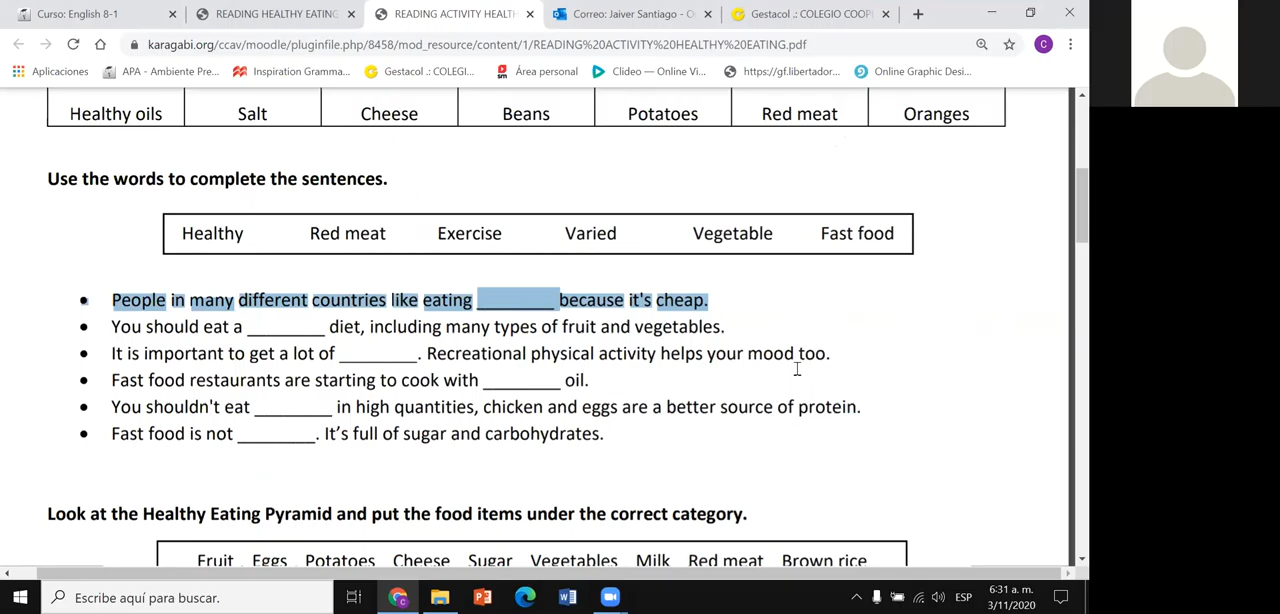 Curso: English 8-1
READING HEALTHY EATING
READING ACTIVITY HEALTH
Correo: Jaiver Santiago - O
Gestacol .: COLEGIO COOP
karagabi.org/ccav/moodle/pluginfile.php/8458/mod_resource/content/1/READING%20ACTIVITY%20HEALTHY%20EATING.pdf
C
Aplicaciones
APA - Ambiente Pre...
Inspiration Gramma...
Gestacol .: COLEGI...
Área personal
Clideo — Online Vi...
https://gf.libertador...
Online Graphic Desi...
Healthy oils Salt Cheese Beans Potatoes Red meat Oranges
Use the words to complete the sentences.
Healthy Red meat Exercise Varied Vegetable Fast food
• People in many different countries like eating ________ because it's cheap.
• You should eat a ________ diet, including many types of fruit and vegetables.
• It is important to get a lot of ________. Recreational physical activity helps your mood too.
• Fast food restaurants are starting to cook with ________ oil.
• You shouldn't eat ________ in high quantities, chicken and eggs are a better source of protein.
• Fast food is not ________. It’s full of sugar and carbohydrates.
Look at the Healthy Eating Pyramid and put the food items under the correct category.
Fruit Eggs Potatoes Cheese Sugar Vegetables Milk Red meat Brown rice
Escribe aquí para buscar.
ESP
6:31 a. m.
3/11/2020